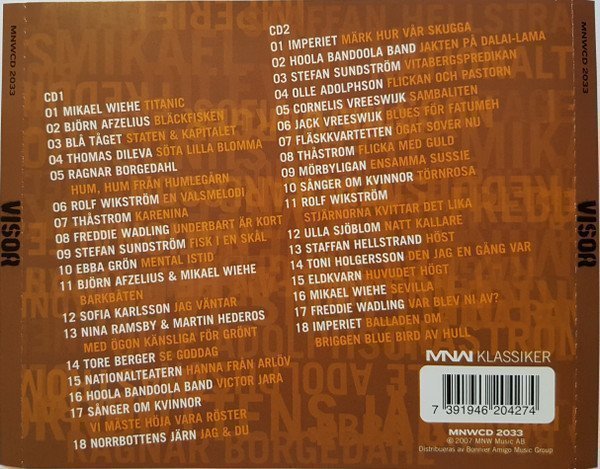 MNWCD 2033
VISOR
CD1
01 MIKAEL WIEHE TITANIC
02 BJÖRN AFZELIUS BLÄCKFISKEN
03 BLÅ TÅGET STATEN & KAPITALET
04 THOMAS DILEVA SÖTA LILLA BLOMMA
05 RAGNAR BORGEDAHL
HUM, HUM FRÅN HUMLEGÅRN
06 ROLF WIKSTRÖM EN VALSMELODI
07 THÅSTROM KARENINA
08 FREDDIE WADLING UNDERBART ÄR KORT
09 STEFAN SUNDSTRÖM FISK I EN SKÅL
10 EBBA GRÖN MENTAL ISTID
11 BJÖRN AFZELIUS & MIKAEL WIEHE
BARKBÅTEN
12 SOFIA KARLSSON JAG VÄNTAR
13 NINA RAMSBY & MARTIN HEDEROS
MED ÖGON KÄNSLIGA FÖR GRÖNT
14 TORE BERGER SE GODDAG
15 NATIONALTEATERN HANNA FRÅN ARLÖV
16 HOOLA BANDOOLA BAND VICTOR JARA
17 SÅNGER OM KVINNOR
VI MÅSTE HÖJA VARA RÖSTER
18 NORRBOTTENS JÄRN JAG & DU
CD2
01 IMPERIET MÄRK HUR VÅR SKUGGA
02 HOOLA BANDOOLA BAND JAKTEN PÅ DALAI-LAMA
03 STEFAN SUNDSTRÖM VITABERGSPREDIKAN
04 OLLE ADOLPHSON FLICKAN OCH PASTORN
05 CORNELIS VREESWIJK SAMBALITEN
06 JACK VREESWIJK BLUES FÖR FATUMEH
07 FLÄSKKVARTETTEN ÖGAT SOVER NU
08 THÅSTROM FLICKA MED GULD
09 MÖRBYLIGAN ENSAMMA SUSSIE
10 SÅNGER OM KVINNOR TÖRNROSA
11 ROLF WIKSTRÖM
STJÄRNORNA KVITTAR DET LIKA
12 ULLA SJÖBLOM NATT KALLARE
13 STAFFAN HELLSTRAND HÖST
14 TONI HOLGERSSON DEN JAG EN GÅNG VAR
15 ELDKVARN HUVUDET HÖGT
16 MIKAEL WIEHE SEVILLA
17 FREDDIE WADLING VAR BLEV NI AV?
18 IMPERIET BALLADEN OM
BRIGGEN BLUE BIRD AV HULL
MNW KLASSIKER
7 391946 204274
MNWCD 2033
© 2007 MNW Music AB
Distribueras av Bonnier Amigo Music Group
MNWCD 2033
VISOR